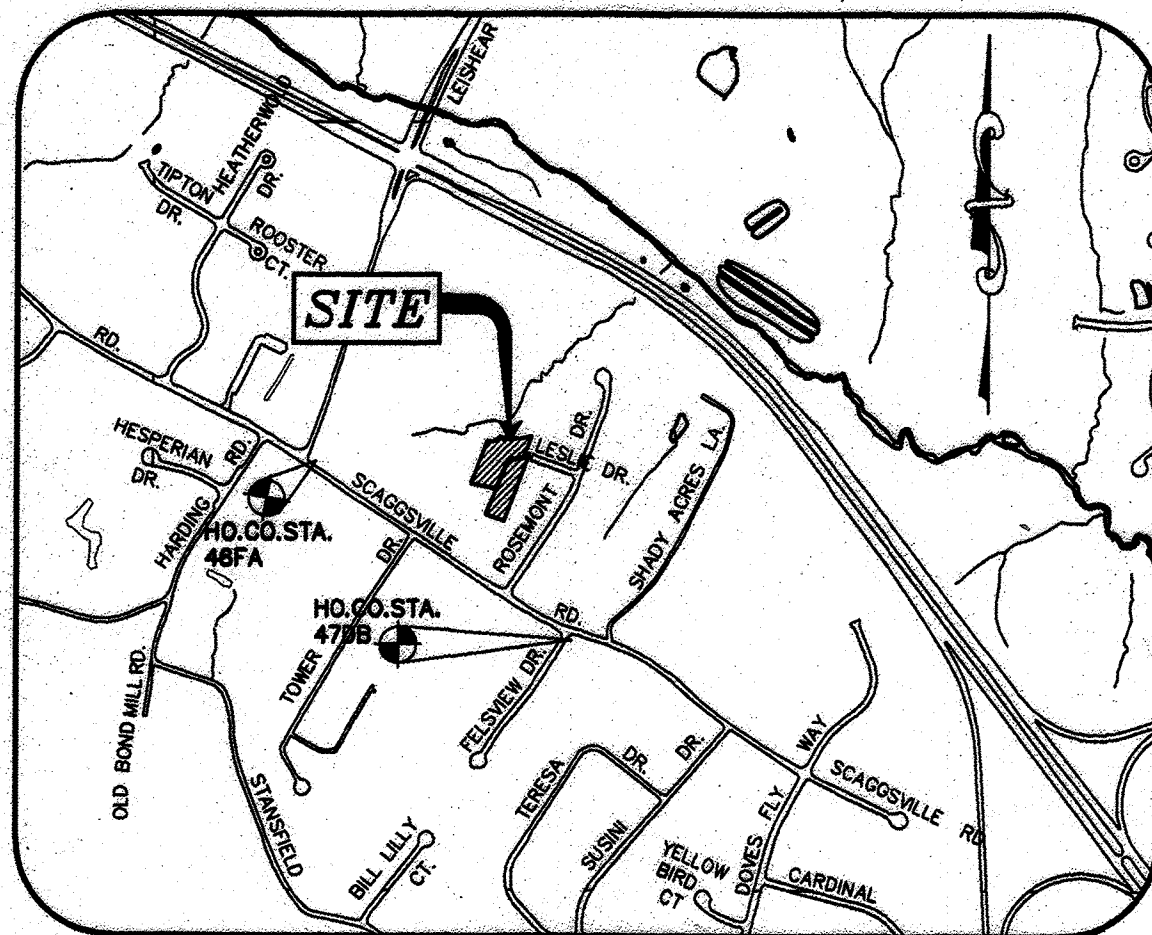 LEISHEAR
HEATHERWOOD
DR.
TIPTON
DR.
ROOSTER
CT.
SITE
RD.
HESPERIAN
DR.
RD.
HARDING
LESLIE DR.
DR.
ROSEMONT
SHADY ACRES LA.
SCAGGSVILLE
RD.
HO.CO.STA.
46FA
DR.
TOWER
HO.CO.STA.
47DB
FELSVIEW DR.
OLD BOND MILL RD.
STANSFIELD
BILL LILLY
CT.
TERESA
DR.
DR.
SUSINI
WAY
DOVES FLY
SCAGGSVILLE RD
YELLOW
BIRD
CT
CARDINAL